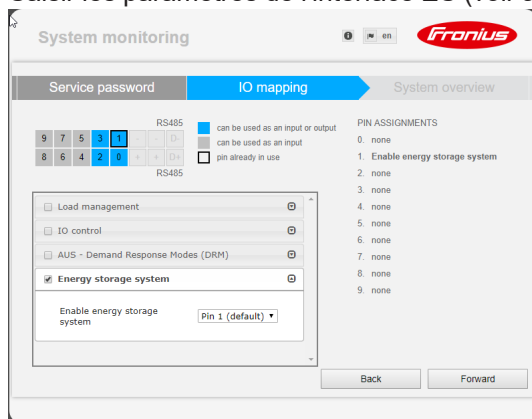 System monitoring
en
Fronius
Service password
IO mapping
System overview
RS485
9 7 5 3 1 - - D-
8 6 4 2 0 + + D+
RS485
can be used as an input or output
can be used as an input
pin already in use
PIN ASSIGNMENTS
0. none
1. Enable energy storage system
2. none
3. none
4. none
5. none
6. none
7. none
8. none
9. none
Load management
IO control
AUS - Demand Response Modes (DRM)
Energy storage system
Enable energy storage
system
Pin 1 (default)
Back
Forward